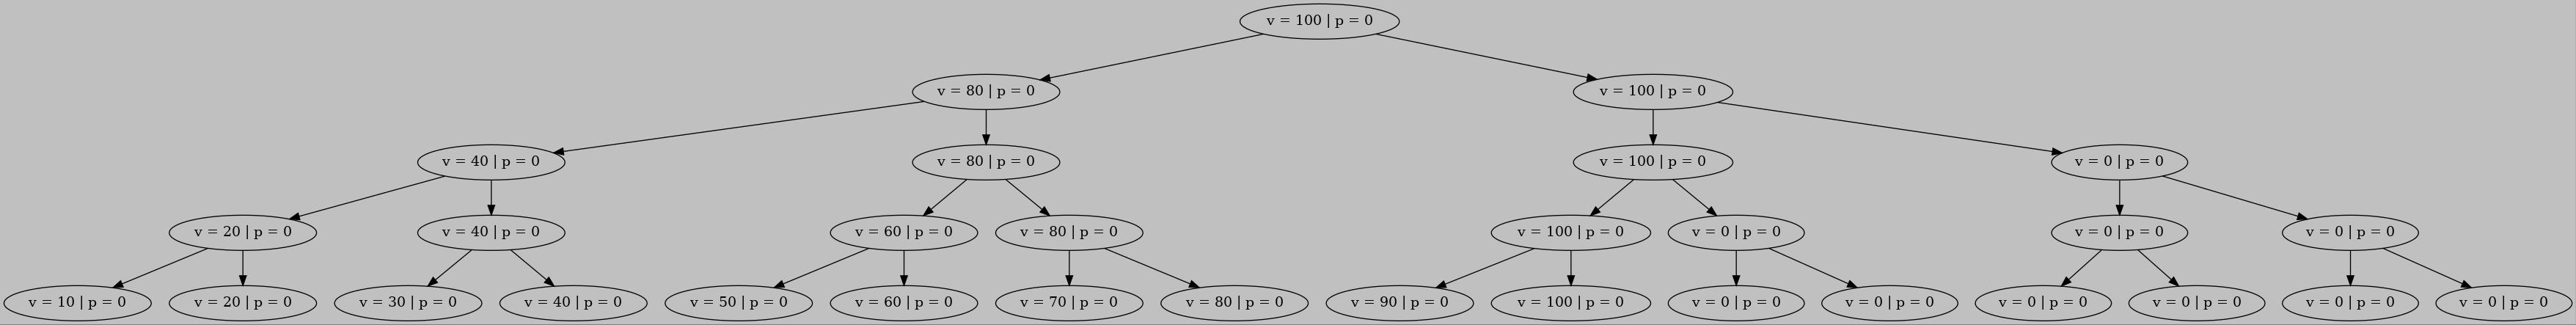 v = 100 | p = 0
v = 80 | p = 0
v = 100 | p = 0
v = 40 | p = 0
v = 80 | p = 0
v = 100 | p = 0
v = 0 | p = 0
v = 20 | p = 0
v = 40 | p = 0
v = 60 | p = 0
v = 80 | p = 0
v = 100 | p = 0
v = 0 | p = 0
v = 0 | p = 0
v = 0 | p = 0
v = 10 | p = 0
v = 20 | p = 0
v = 30 | p = 0
v = 40 | p = 0
v = 50 | p = 0
v = 60 | p = 0
v = 70 | p = 0
v = 80 | p = 0
v = 90 | p = 0
v = 100 | p = 0
v = 0 | p = 0
v = 0 | p = 0
v = 0 | p = 0
v = 0 | p = 0
v = 0 | p = 0
v = 0 | p = 0